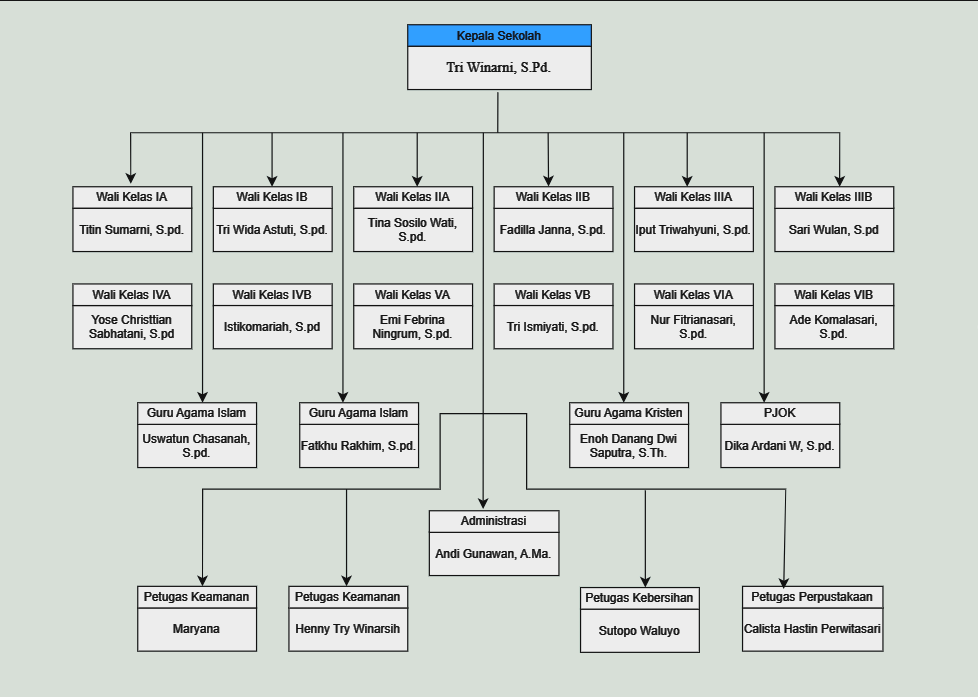 Kepala Sekolah
Tri Winarni, S.Pd.
Wali Kelas IA
Titin Sumarni, S.pd.
Wali Kelas IB
Tri Wida Astuti, S.pd.
Wali Kelas IIA
Tina Sosilo Wati,
S.pd.
Wali Kelas IIB
Fadilla Janna, S.pd.
Wali Kelas IIIA
Iput Triwahyuni, S.pd.
Wali Kelas IIIB
Sari Wulan, S.pd
Wali Kelas IVA
Yose Christtian
Sabhatani, S.pd
Wali Kelas IVB
Istikomariah, S.pd
Wali Kelas VA
Emi Febrina
Ningrum, S.pd.
Wali Kelas VB
Tri Ismiyati, S.pd.
Wali Kelas VIA
Nur Fitrianasari,
S.pd.
Wali Kelas VIB
Ade Komalasari,
S.pd.
Guru Agama Islam
Uswatun Chasanah,
S.pd.
Guru Agama Islam
Fatkhu Rakhim, S.pd.
Guru Agama Kristen
Enoh Danang Dwi
Saputra, S.Th.
PJOK
Dika Ardani W, S.pd.
Administrasi
Andi Gunawan, A.Ma.
Petugas Keamanan
Maryana
Petugas Keamanan
Henny Try Winarsih
Petugas Kebersihan
Sutopo Waluyo
Petugas Perpustakaan
Calista Hastin Perwitasari